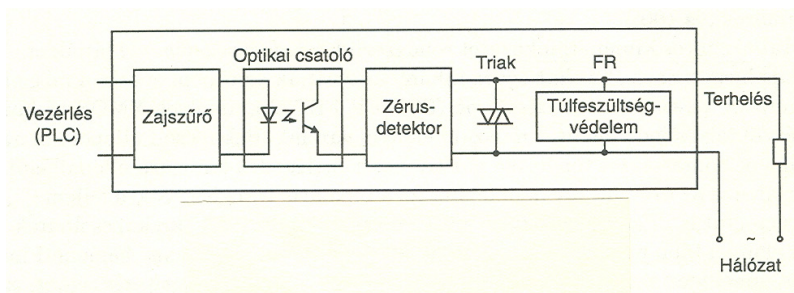 Vezérlés
(PLC)
Zajszűrő
Optikai csatoló
Zérus-
detektor
Triak
FR
Túlfeszültség-
védelem
Terhelés
~
Hálózat